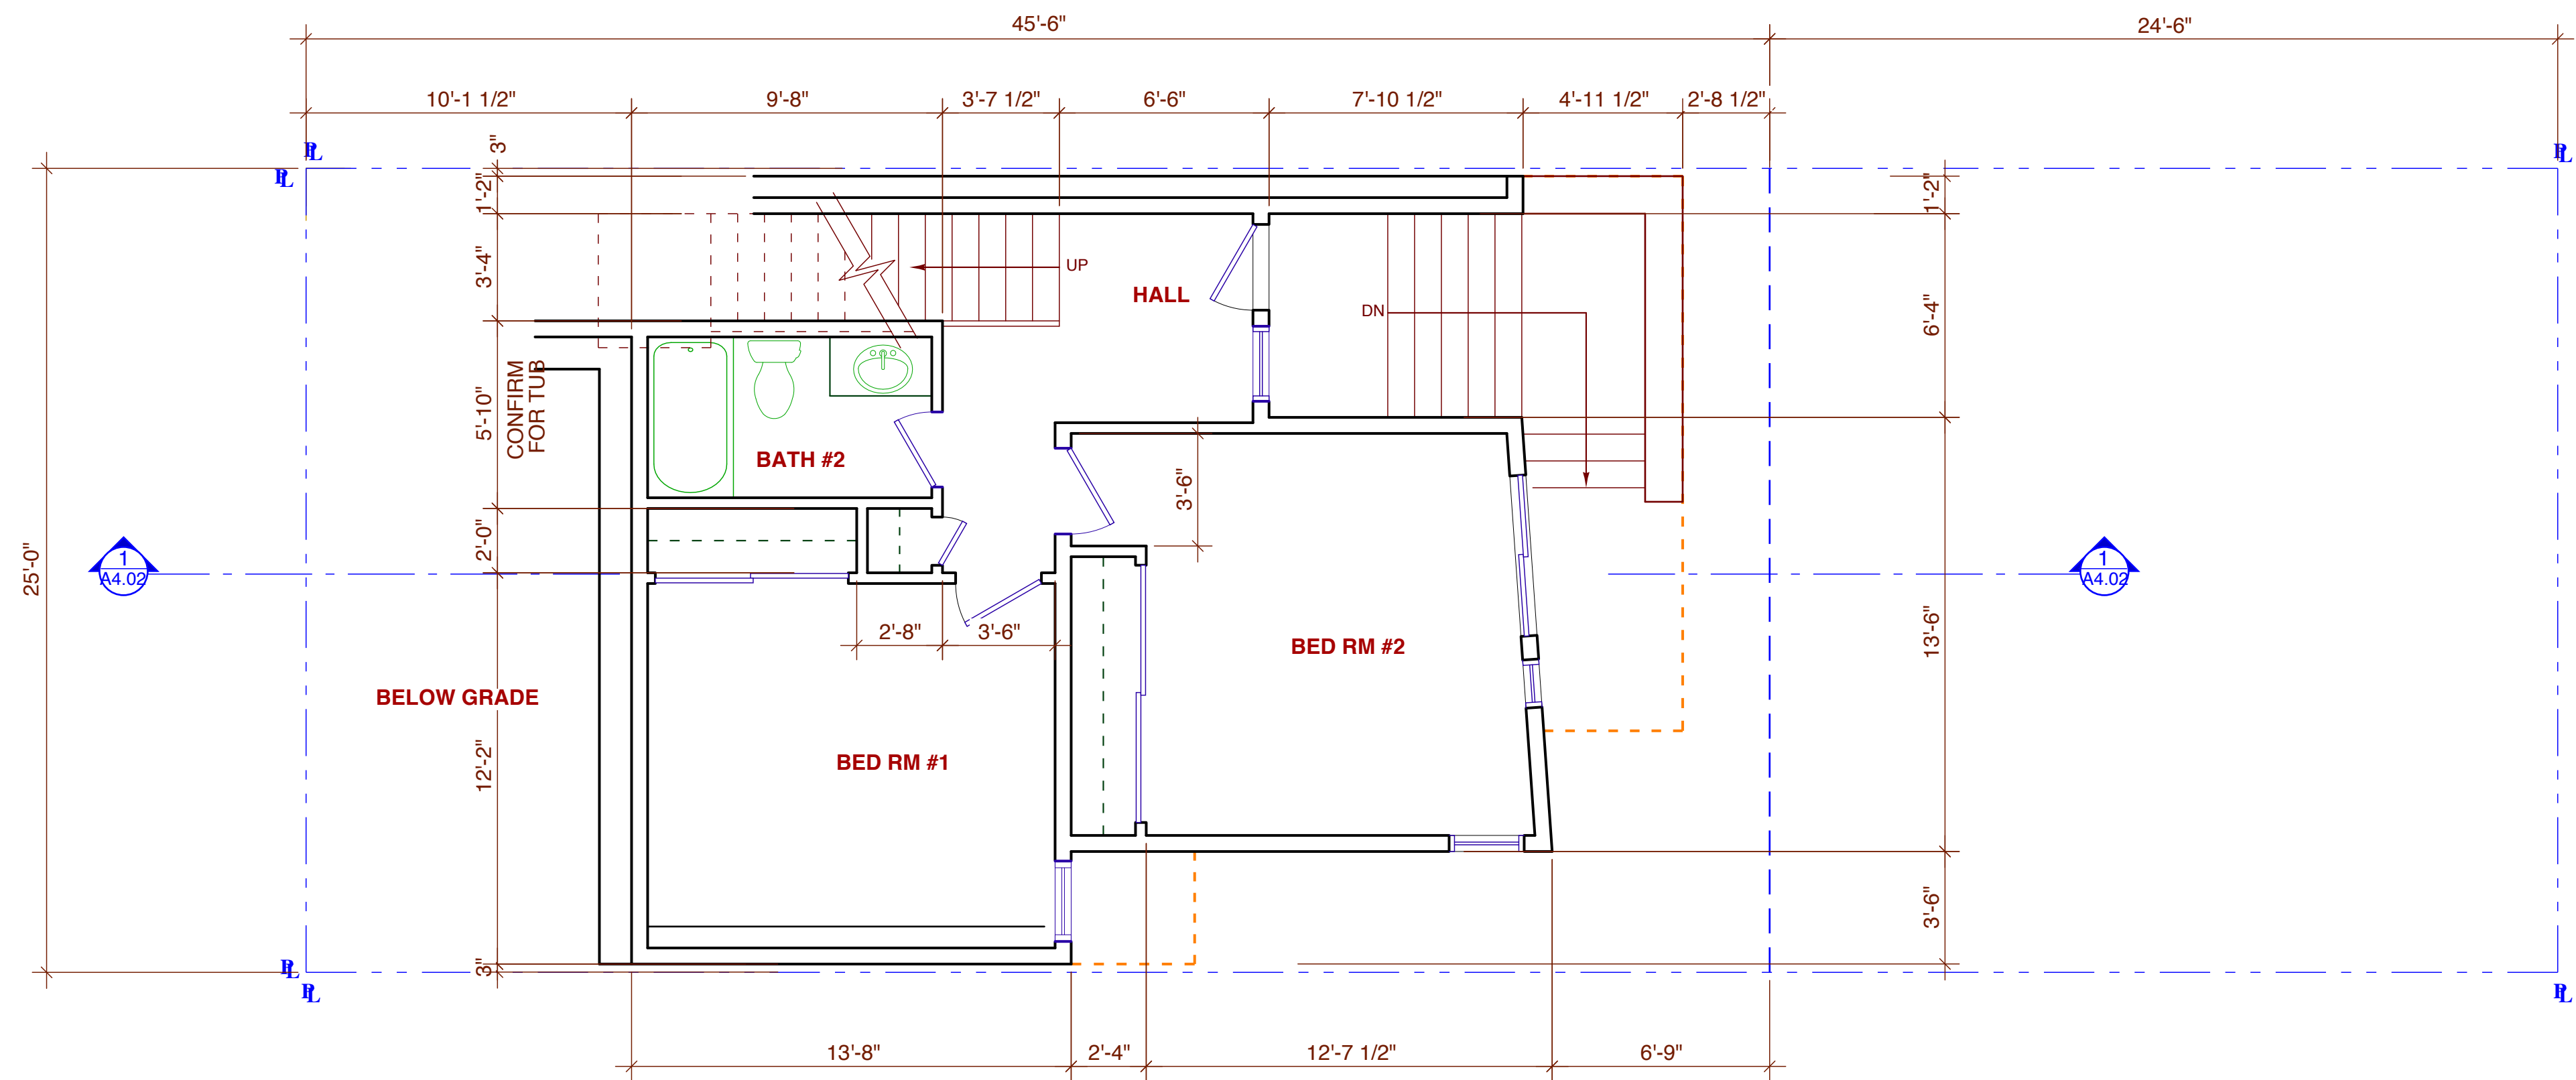 45'-6"
24'-6"
10'-1 1/2"
9'-8"
3'-7 1/2"
6'-6"
7'-10 1/2"
4'-11 1/2"
2'-8 1/2"
3"
PL
PL
PL
1'-2"
1'-2"
3'-4"
UP
HALL
DN
6'-4"
5'-10"
CONFIRM
FOR TUB
BATH #2
3'-6"
2'-0"
25'-0"
1
A4.02
1
A4.02
2'-8"
3'-6"
BED RM #2
13'-6"
BELOW GRADE
BED RM #1
12'-2"
3'-6"
3"
PL
PL
PL
13'-8"
2'-4"
12'-7 1/2"
6'-9"